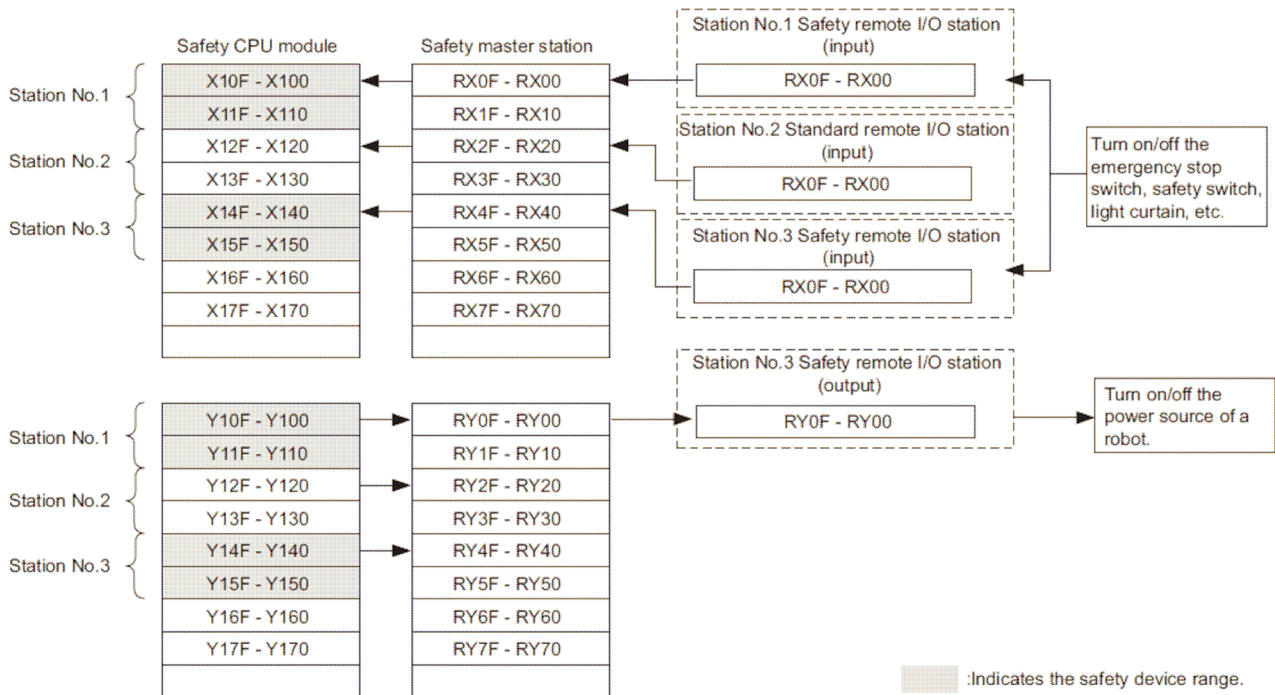 Safety CPU module
Safety master station
Station No.1 Safety remote I/O station
(input)
Station No.1
X10F - X100
RX0F - RX00
RX0F - RX00
X11F - X110
RX1F - RX10
Station No.2 Standard remote I/O station
(input)
Station No.2
X12F - X120
RX2F - RX20
X13F - X130
RX3F - RX30
RX0F - RX00
Turn on/off the
emergency stop
switch, safety switch,
light curtain, etc.
Station No.3
X14F - X140
RX4F - RX40
X15F - X150
RX5F - RX50
Station No.3 Safety remote I/O station
(input)
X16F - X160
RX6F - RX60
RX0F - RX00
X17F - X170
RX7F - RX70
Station No.3 Safety remote I/O station
(output)
Station No.1
Y10F - Y100
RY0F - RY00
RY0F - RY00
Turn on/off the
power source of a
robot.
Y11F - Y110
RY1F - RY10
Station No.2
Y12F - Y120
RY2F - RY20
Y13F - Y130
RY3F - RY30
Station No.3
Y14F - Y140
RY4F - RY40
Y15F - Y150
RY5F - RY50
Y16F - Y160
RY6F - RY60
Y17F - Y170
RY7F - RY70
:Indicates the safety device range.